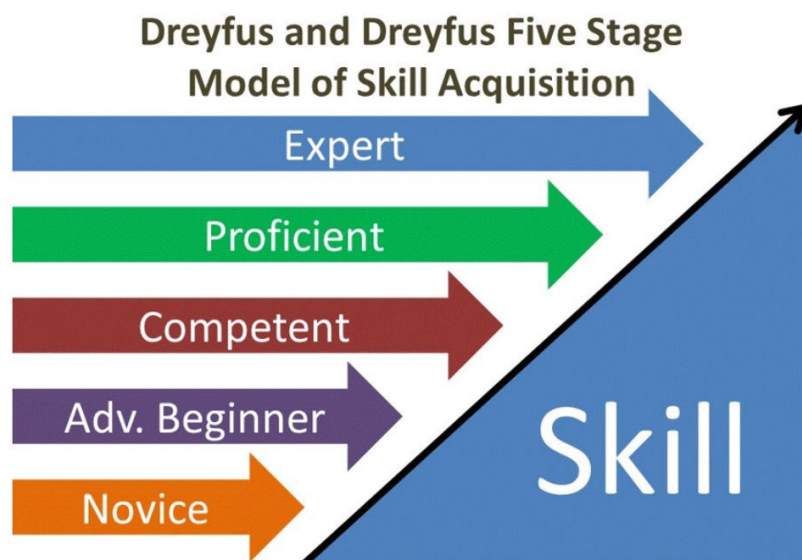 Dreyfus and Dreyfus Five Stage
Model of Skill Acquisition
Expert
Proficient
Competent
Adv. Beginner
Novice
Skill